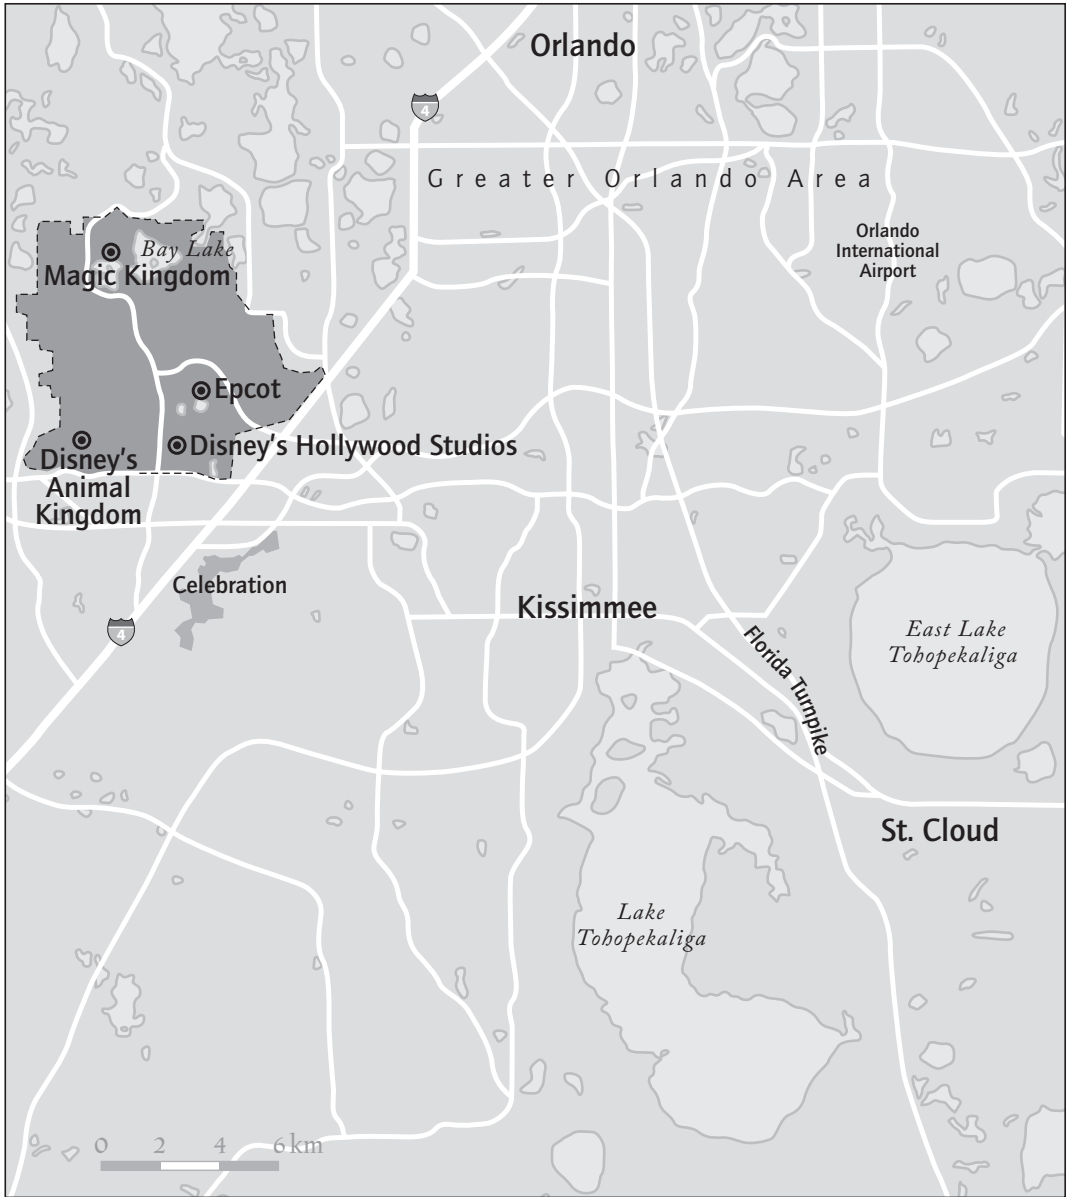 Orlando
4
Greater Orlando Area
Orlando
International
Airport
Bay Lake
Magic Kingdom
Epcot
Disney's Hollywood Studios
Disney's
Animal
Kingdom
Celebration
Kissimmee
4
Florida Turnpike
East Lake
Tohopekaliga
St. Cloud
Lake
Tohopekaliga
0 2 4 6 km